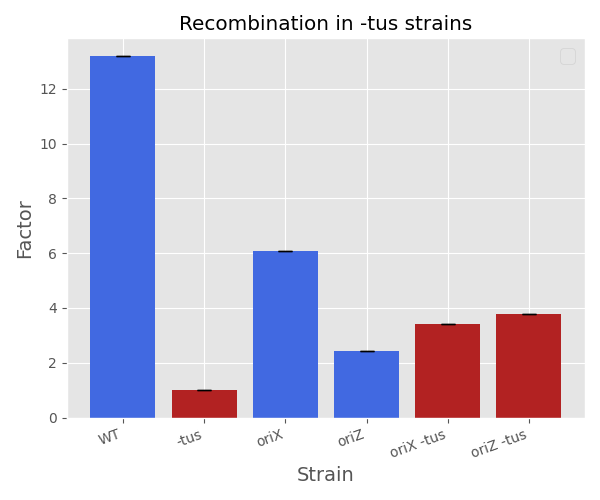 Recombination in -tus strains
Factor
12
10
8
6
4
2
0
WT
-tus
oriX
oriZ
oriX -tus
oriZ -tus
Strain